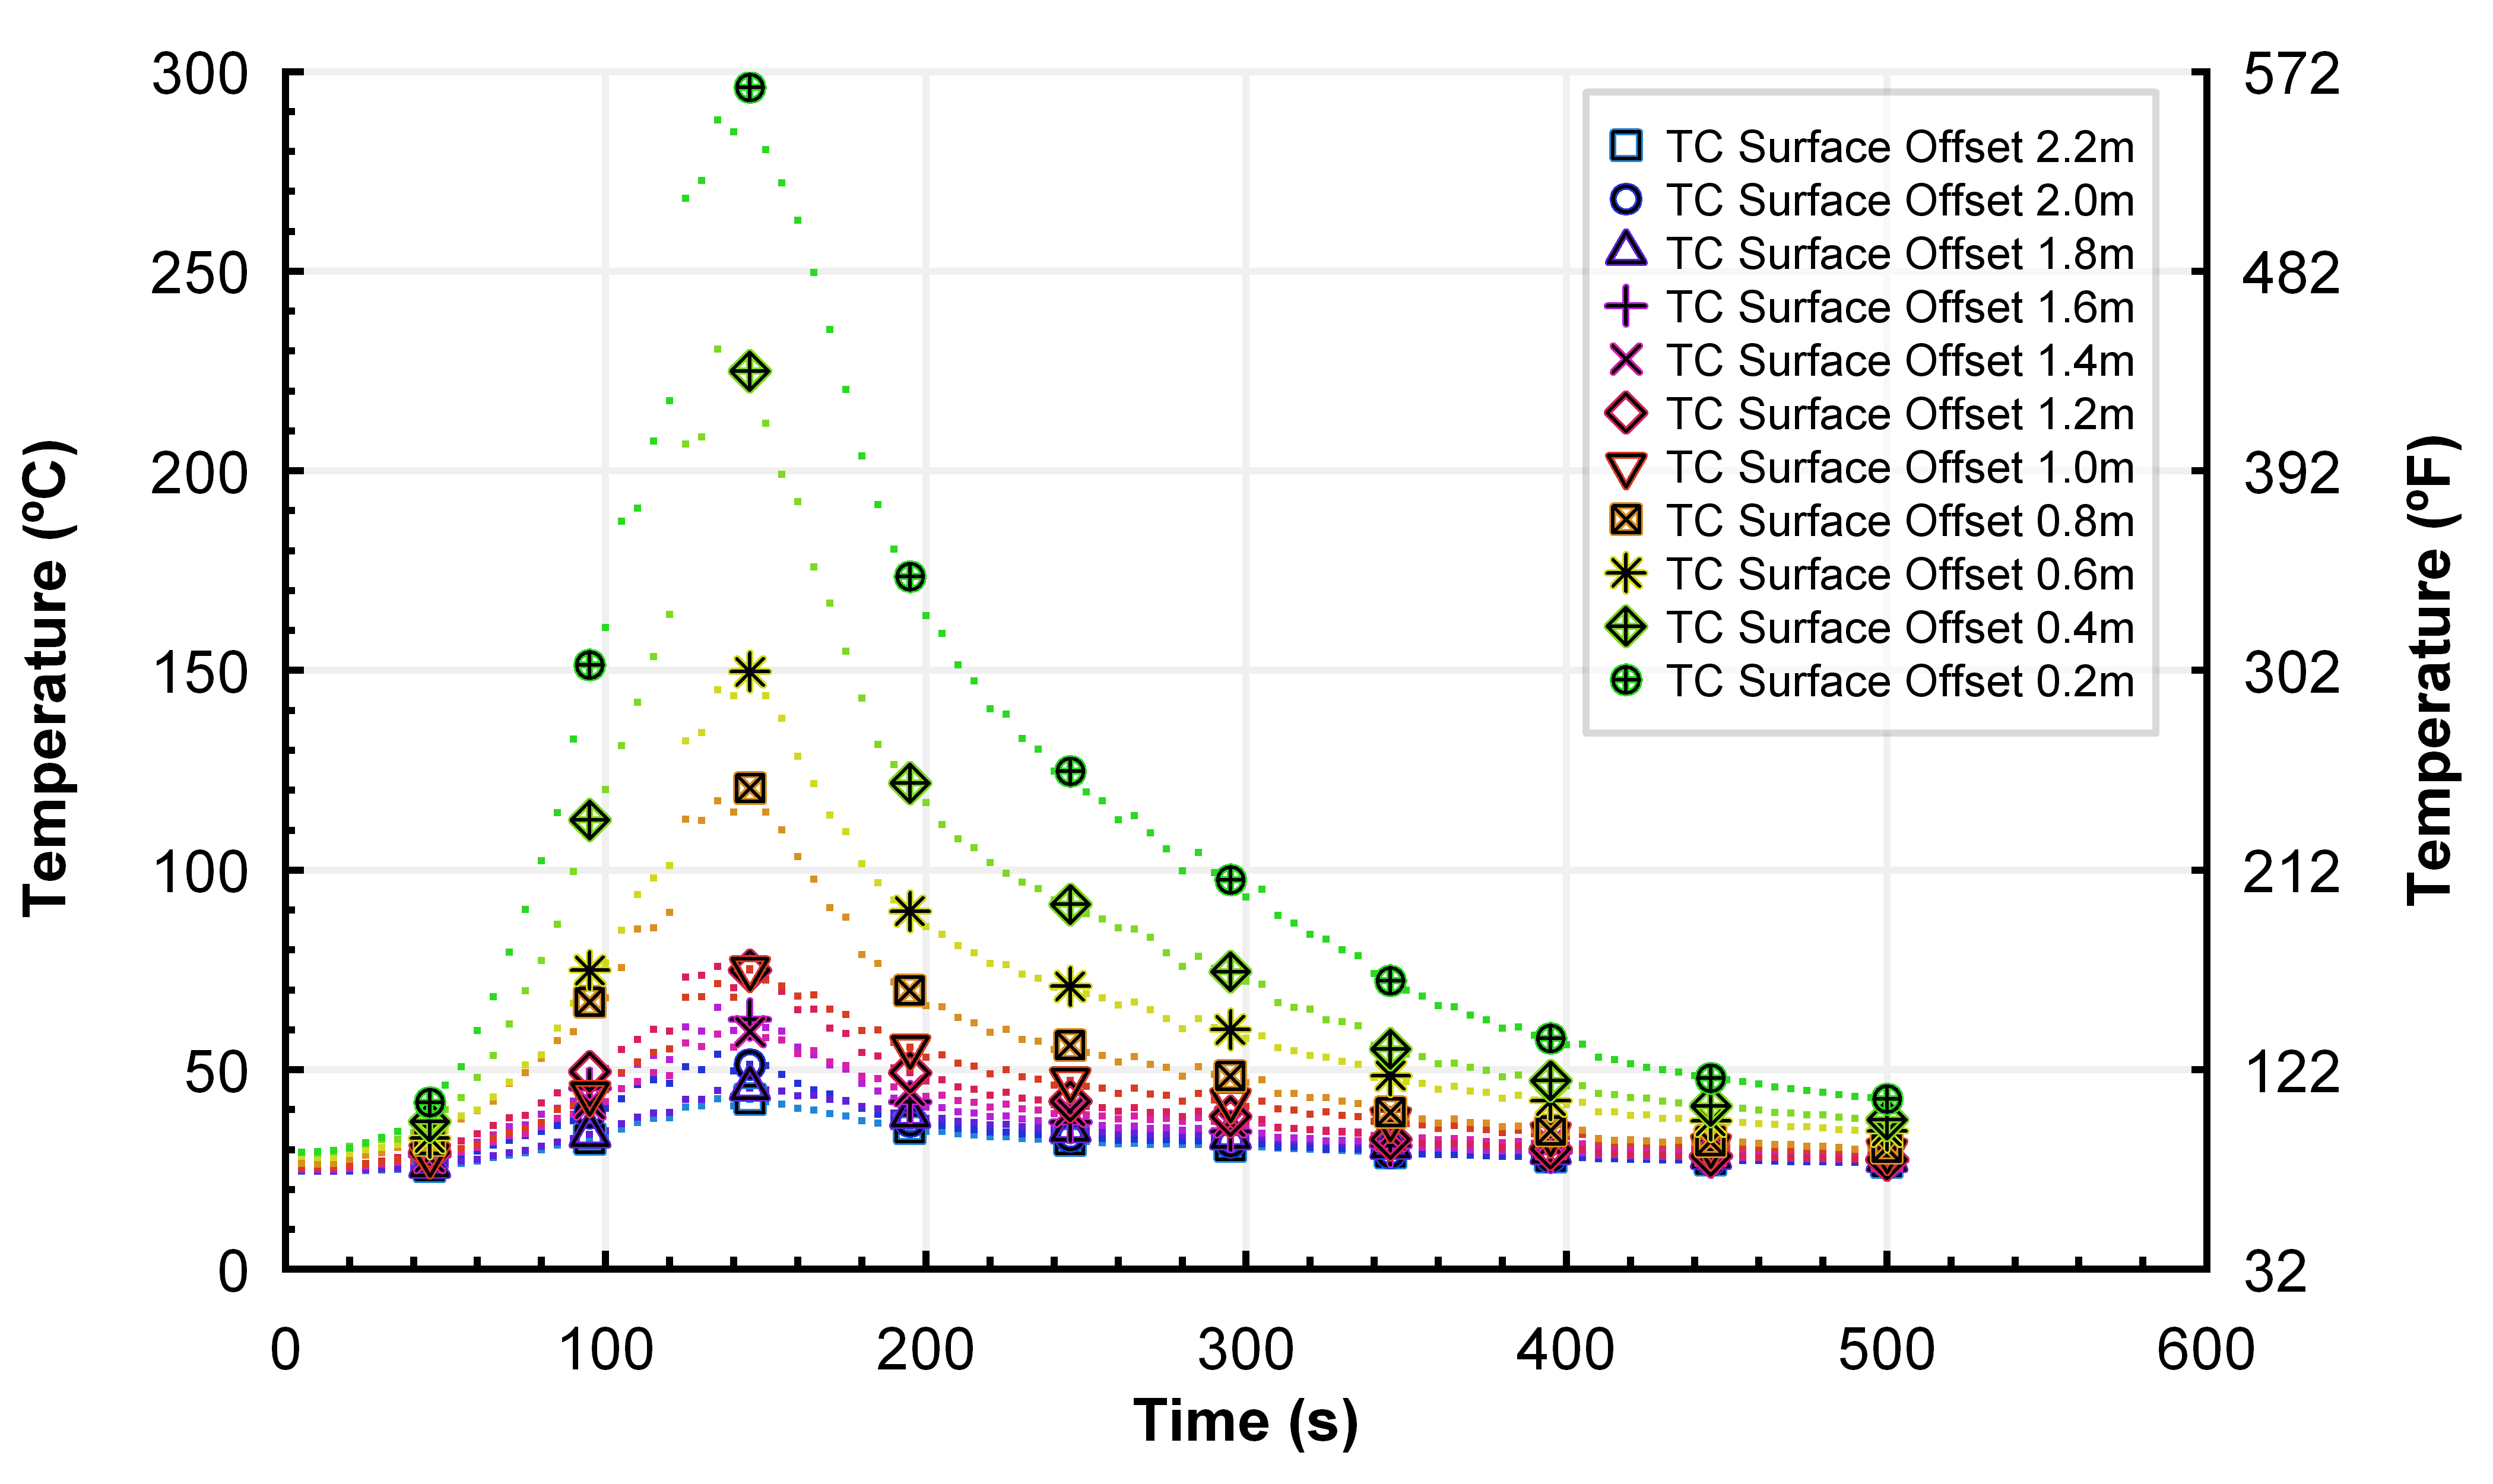 300
250
200
150
100
50
0
Temperature (ºC)
572
482
392
302
212
122
32
Temperature (ºF)
TC Surface Offset 2.2m
TC Surface Offset 2.0m
TC Surface Offset 1.8m
TC Surface Offset 1.6m
TC Surface Offset 1.4m
TC Surface Offset 1.2m
TC Surface Offset 1.0m
TC Surface Offset 0.8m
TC Surface Offset 0.6m
TC Surface Offset 0.4m
TC Surface Offset 0.2m
0 100 200 300 400 500 600
Time (s)